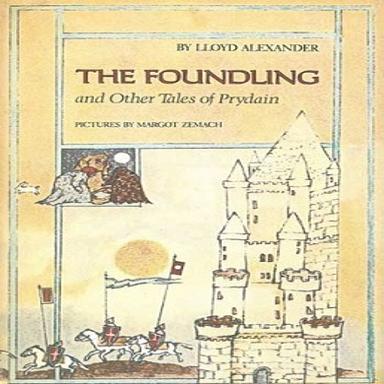 BY LLOYD ALEXANDER
THE FOUNDLING
and Other Tales of Prydain
PICTURES BY MARGOT ZEMACH